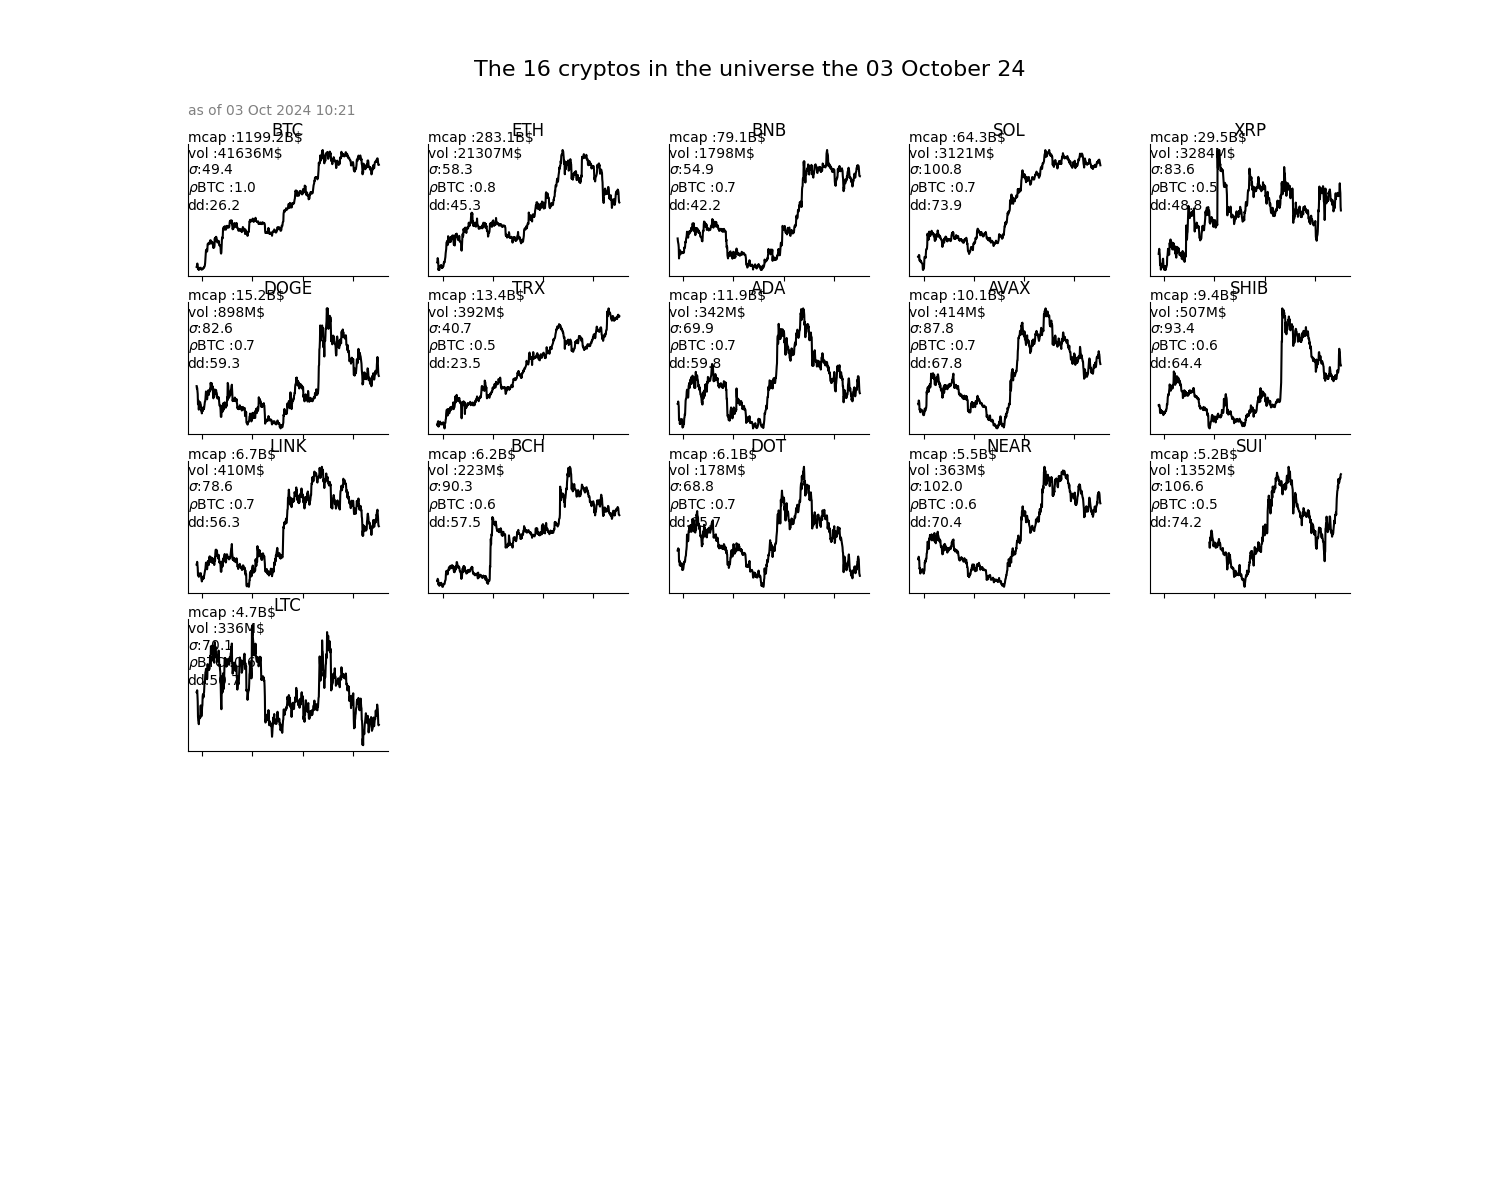 The 16 cryptos in the universe the 03 October 24
as of 03 Oct 2024 10:21
BTC
mcap :1199.2B$
vol :41636M$
σ:49.4
ρBTC :1.0
dd:26.2
ETH
mcap :283.1B$
vol :21307M$
σ:58.3
ρBTC :0.8
dd:45.3
BNB
mcap :79.1B$
vol :1798M$
σ:54.9
ρBTC :0.7
dd:42.2
SOL
mcap :64.3B$
vol :3121M$
σ:100.8
ρBTC :0.7
dd:73.9
XRP
mcap :29.5B$
vol :3284M$
σ:83.6
ρBTC :0.5
dd:48.8
DOGE
mcap :15.2B$
vol :898M$
σ:82.6
ρBTC :0.7
dd:59.3
TRX
mcap :13.4B$
vol :392M$
σ:40.7
ρBTC :0.5
dd:23.5
ADA
mcap :11.9B$
vol :342M$
σ:69.9
ρBTC :0.7
dd:59.8
AVAX
mcap :10.1B$
vol :414M$
σ:87.8
ρBTC :0.7
dd:67.8
SHIB
mcap :9.4B$
vol :507M$
σ:93.4
ρBTC :0.6
dd:64.4
LINK
mcap :6.7B$
vol :410M$
σ:78.6
ρBTC :0.7
dd:56.3
BCH
mcap :6.2B$
vol :223M$
σ:90.3
ρBTC :0.6
dd:57.5
DOT
mcap :6.1B$
vol :178M$
σ:68.8
ρBTC :0.7
NEAR
mcap :5.5B$
vol :363M$
σ:102.0
ρBTC :0.6
dd:70.4
SUI
mcap :5.2B$
vol :1352M$
σ:106.6
ρBTC :0.5
dd:74.2
LTC
mcap :4.7B$
vol :336M$
σ:70.1